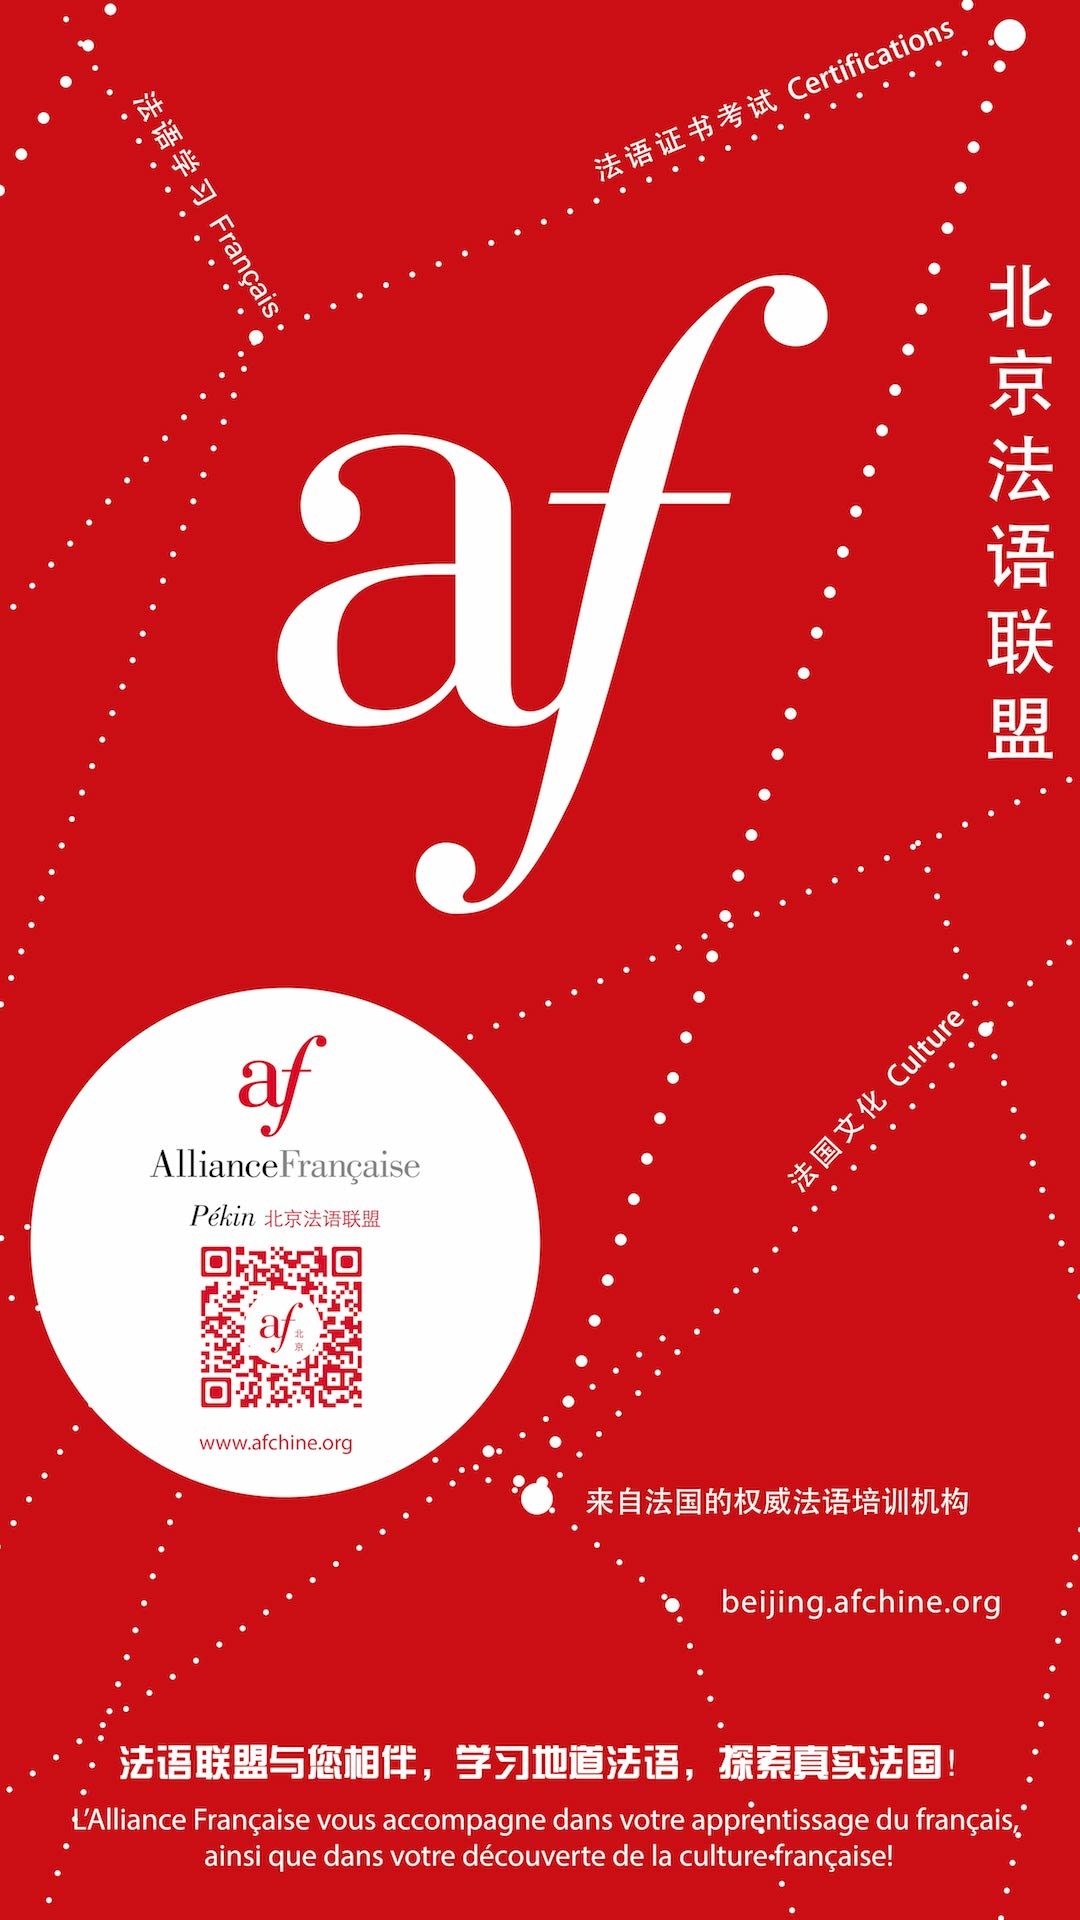 法语学习 Français
法语证书考试 Certifications
af
北京法语联盟
af
AllianceFrançaise
Pékin 北京法语联盟
af 北京
www.afchine.org
法国文化 Culture
来自法国的权威法语培训机构
beijing.afchine.org
法语联盟与您相伴，学习地道法语，探索真实法国！
L’Alliance Française vous accompagne dans votre apprentissage du français,
ainsi que dans votre découverte de la culture française!